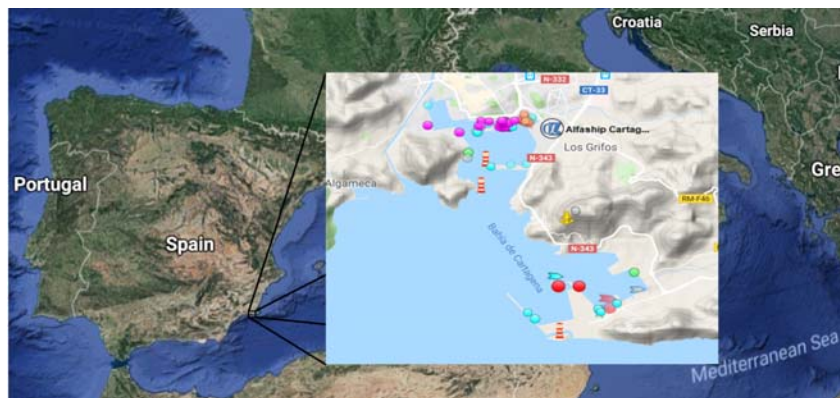 Croatia
Serbia
N-332
CT-33
Alfaship Cartag...
Los Grifos
N-343
Portugal
Algameca
Gre
RM-F46
Spain
N-343
Bahía de Cartagena
Mediterranean Sea